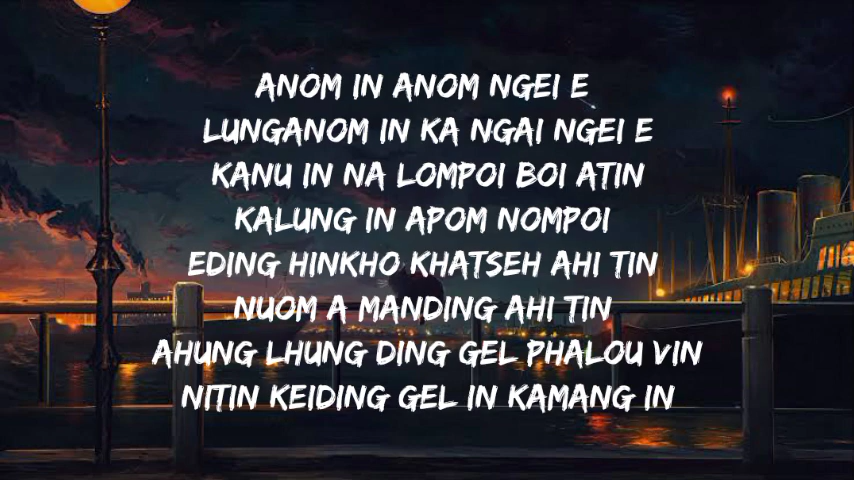 ANOM IN ANOM NGEI E
LUNGANOM IN KA NGAI NGEI E
KANU IN NA LOMPOI BOI ATIN
KALUNG IN APOM NOMPOI
EDING HINKHO KHATSEH AHI TIN
NUOM A MANDING AHI TIN
AHUNG LHUNG DING GEL PHALOU VIN
NITIN KEIDING GEL IN KAMANG IN